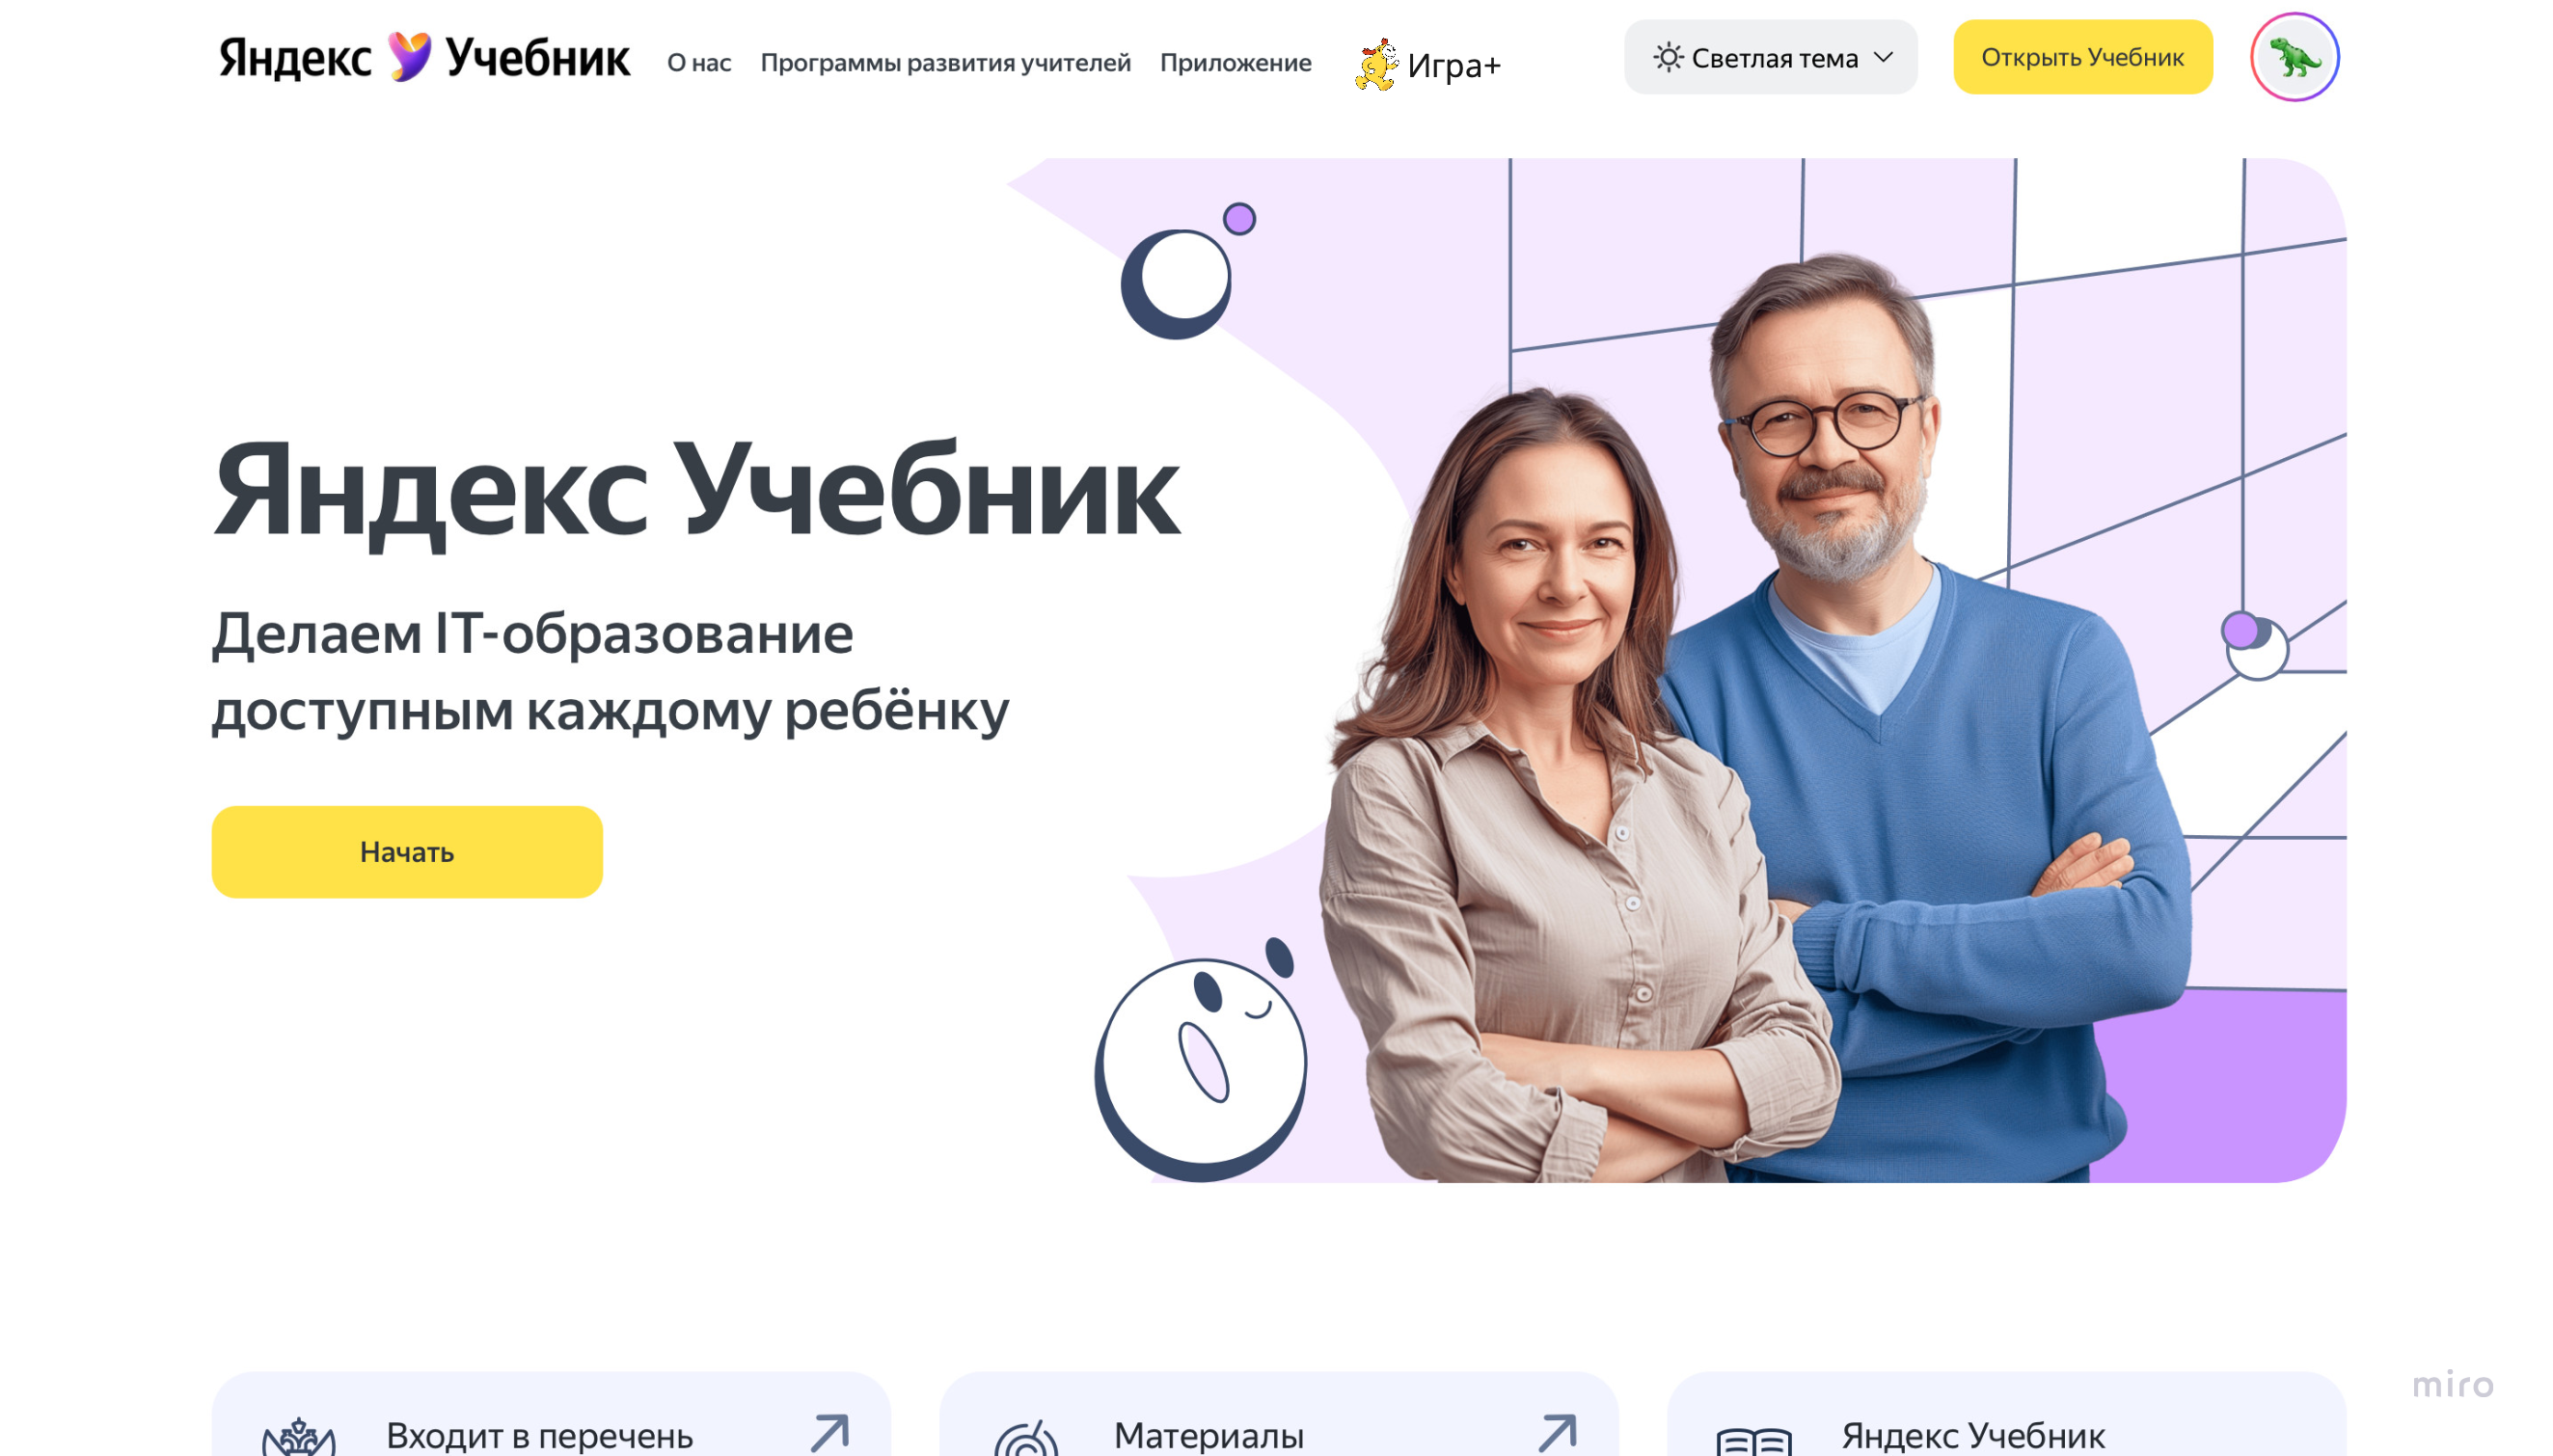 Яндекс Учебник
О нас
Программы развития учителей
Приложение
Игра+
Светлая тема
Открыть Учебник
Яндекс Учебник
Делаем IT-образование
доступным каждому ребёнку
Начать
Входит в перечень
Материалы
Яндекс Учебник
miro